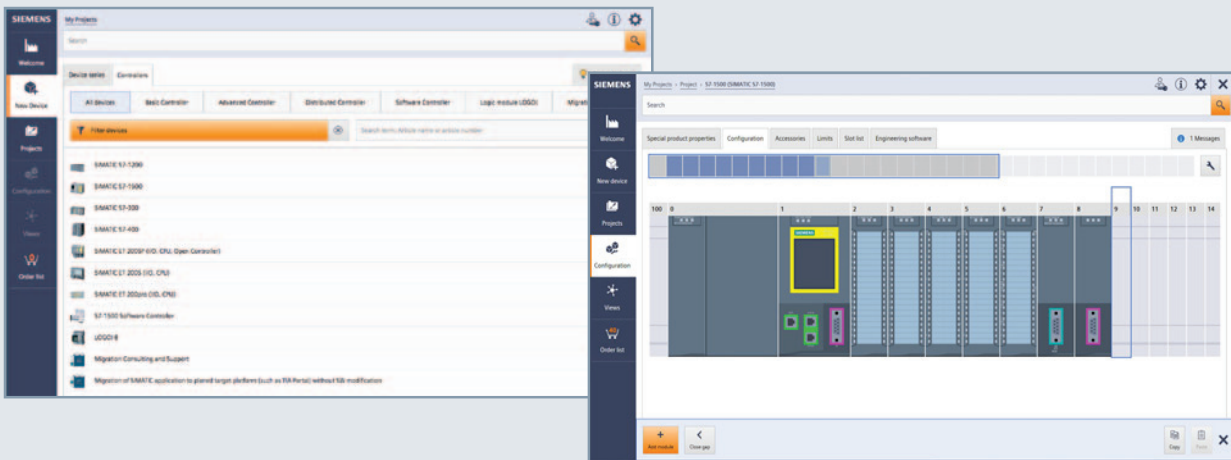 SIEMENS
My Projects
Search
Welcome
New Device
Projects
Configuration
Views
Order list
Device series Controllers
All devices Basic Controller Advanced Controller Distributed Controller Software Controller Logic module LOGO!
Filter devices
Search term: Article name or article number
SIMATIC S7-1200
SIMATIC S7-1500
SIMATIC S7-300
SIMATIC S7-400
SIMATIC ET 200SP (I/O, CPU, Open Controller)
SIMATIC ET 200S (I/O, CPU)
SIMATIC ET 200pro (I/O, CPU)
S7-1500 Software Controller
LOGO! 8
Migration Consulting and Support
Migration of SIMATIC application to planed target platform (such as TIA Portal) without
modification
SIEMENS
My Projects › Project › S7-1500 (SIMATIC S7-1500)
Search
Welcome
New device
Projects
Configuration
Views
Order list
Special product properties Configuration Accessories Limits Slot list Engineering software
1 Messages
100 0 1 2 3 4 5 6 7 8 9 10 11 12 13 14
SIEMENS
Add module
Close gap
Copy
Paste